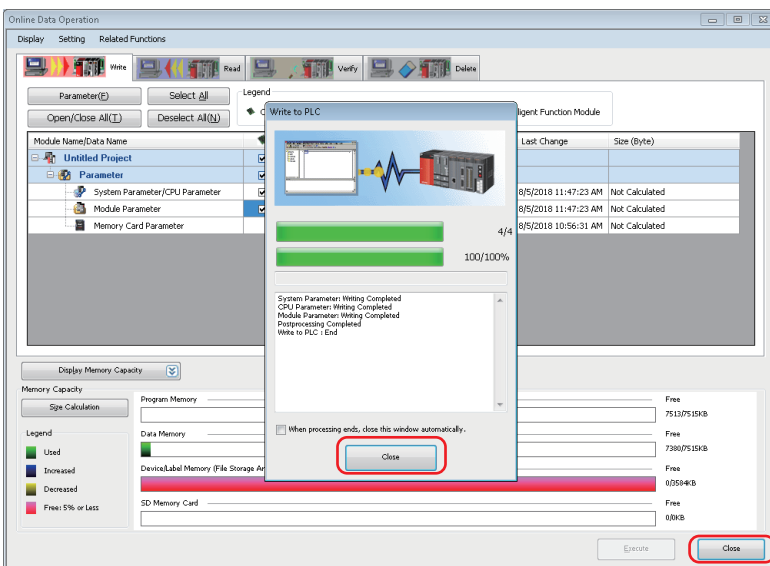 Online Data Operation
Display Setting Related Functions
Write Read Verify Delete
Parameter(F) Select All Legend
Open/Close All(T) Deselect All(N) ligent Function Module
Module Name/Data Name Last Change Size (Byte)
Untitled Project
Parameter
System Parameter/CPU Parameter 8/5/2018 11:47:23 AM Not Calculated
Module Parameter 8/5/2018 11:47:23 AM Not Calculated
Memory Card Parameter 8/5/2018 10:56:31 AM Not Calculated
Write to PLC
4/4
100/100%
System Parameter: Writing Completed
CPU Parameter: Writing Completed
Module Parameter: Writing Completed
Postprocessing Completed
Write to PLC : End
When processing ends, close this window automatically.
Close
Display Memory Capacity
Memory Capacity
Size Calculation
Program Memory Free
7513/7515KB
Legend
Used
Increased
Decreased
Free: 5% or Less
Data Memory Free
7380/7515KB
Device/Label Memory (File Storage Ar Free
0/3584KB
SD Memory Card Free
0/0KB
Execute Close